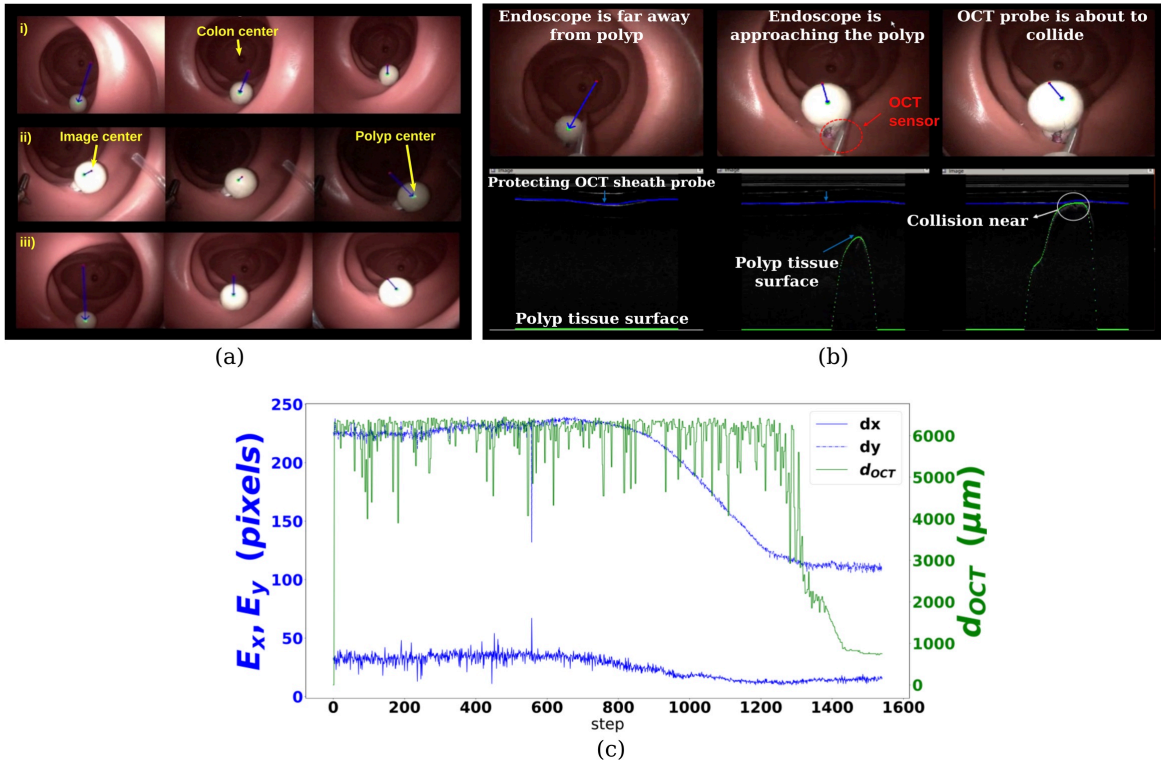 i)
Colon center
ii)
Image center
Polyp center
iii)
(a)
Endoscope is far away
from polyp
Endoscope is
approaching the polyp
OCT probe is about to
collide
OCT
sensor
Image
Protecting OCT sheath probe
Polyp tissue surface
Polyp tissue
surface
Collision near
(b)
250
200
150
100
50
0
Ex, Ey (pixels)
dx
dy
dOCT
6000
5000
4000
3000
2000
1000
0
dOCT (μm)
0 200 400 600 800 1000 1200 1400 1600
step
(c)